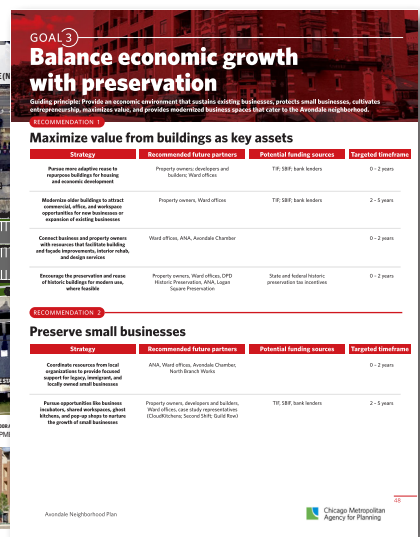 GOAL 3
Balance economic growth
with preservation
Guiding principle: Provide an economic environment that sustains existing businesses, protects small businesses, cultivates
entrepreneurship, maximizes value, and provides modernized business spaces that cater to the Avondale neighborhood.
RECOMMENDATION 1
Maximize value from buildings as key assets
Strategy Recommended future partners Potential funding sources Targeted timeframe
Pursue more adaptive reuse to
repurpose buildings for housing
and economic development
Property owners; developers and
builders; Ward offices
TIF; SBIF; bank lenders
0 – 2 years
Modernize older buildings to attract
commercial, office, and workspace
opportunities for new businesses or
expansion of existing businesses
Property owners, Ward offices
TIF; SBIF; bank lenders
2 – 5 years
Connect business and property owners
with resources that facilitate building
and façade improvements, interior rehab,
and design services
Ward offices, ANA, Avondale Chamber
0 – 2 years
Encourage the preservation and reuse
of historic buildings for modern use,
where feasible
Property owners, Ward offices, DPD
Historic Preservation, ANA, Logan
Square Preservation
State and federal historic
preservation tax incentives
0 – 2 years
RECOMMENDATION 2
Preserve small businesses
Strategy Recommended future partners Potential funding sources Targeted timeframe
Coordinate resources from local
organizations to provide focused
support for legacy, immigrant, and
locally owned small businesses
ANA, Ward offices, Avondale Chamber,
North Branch Works
0 – 2 years
Pursue opportunities like business
incubators, shared workspaces, ghost
kitchens, and pop-up shops to nurture
the growth of small businesses
Property owners, developers and builders,
Ward offices, case study representatives
(CloudKitchens; Second Shift; Guild Row)
TIF, SBIF, bank lenders
2 – 5 years
48
Avondale Neighborhood Plan
Chicago Metropolitan
Agency for Planning